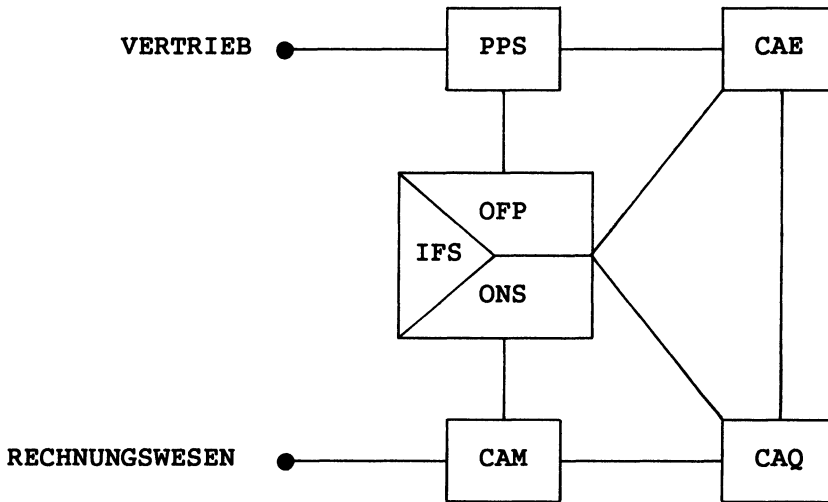 VERTRIEB PPS CAE
OFP
IFS
ONS
RECHNUNGSWESEN CAM CAQ